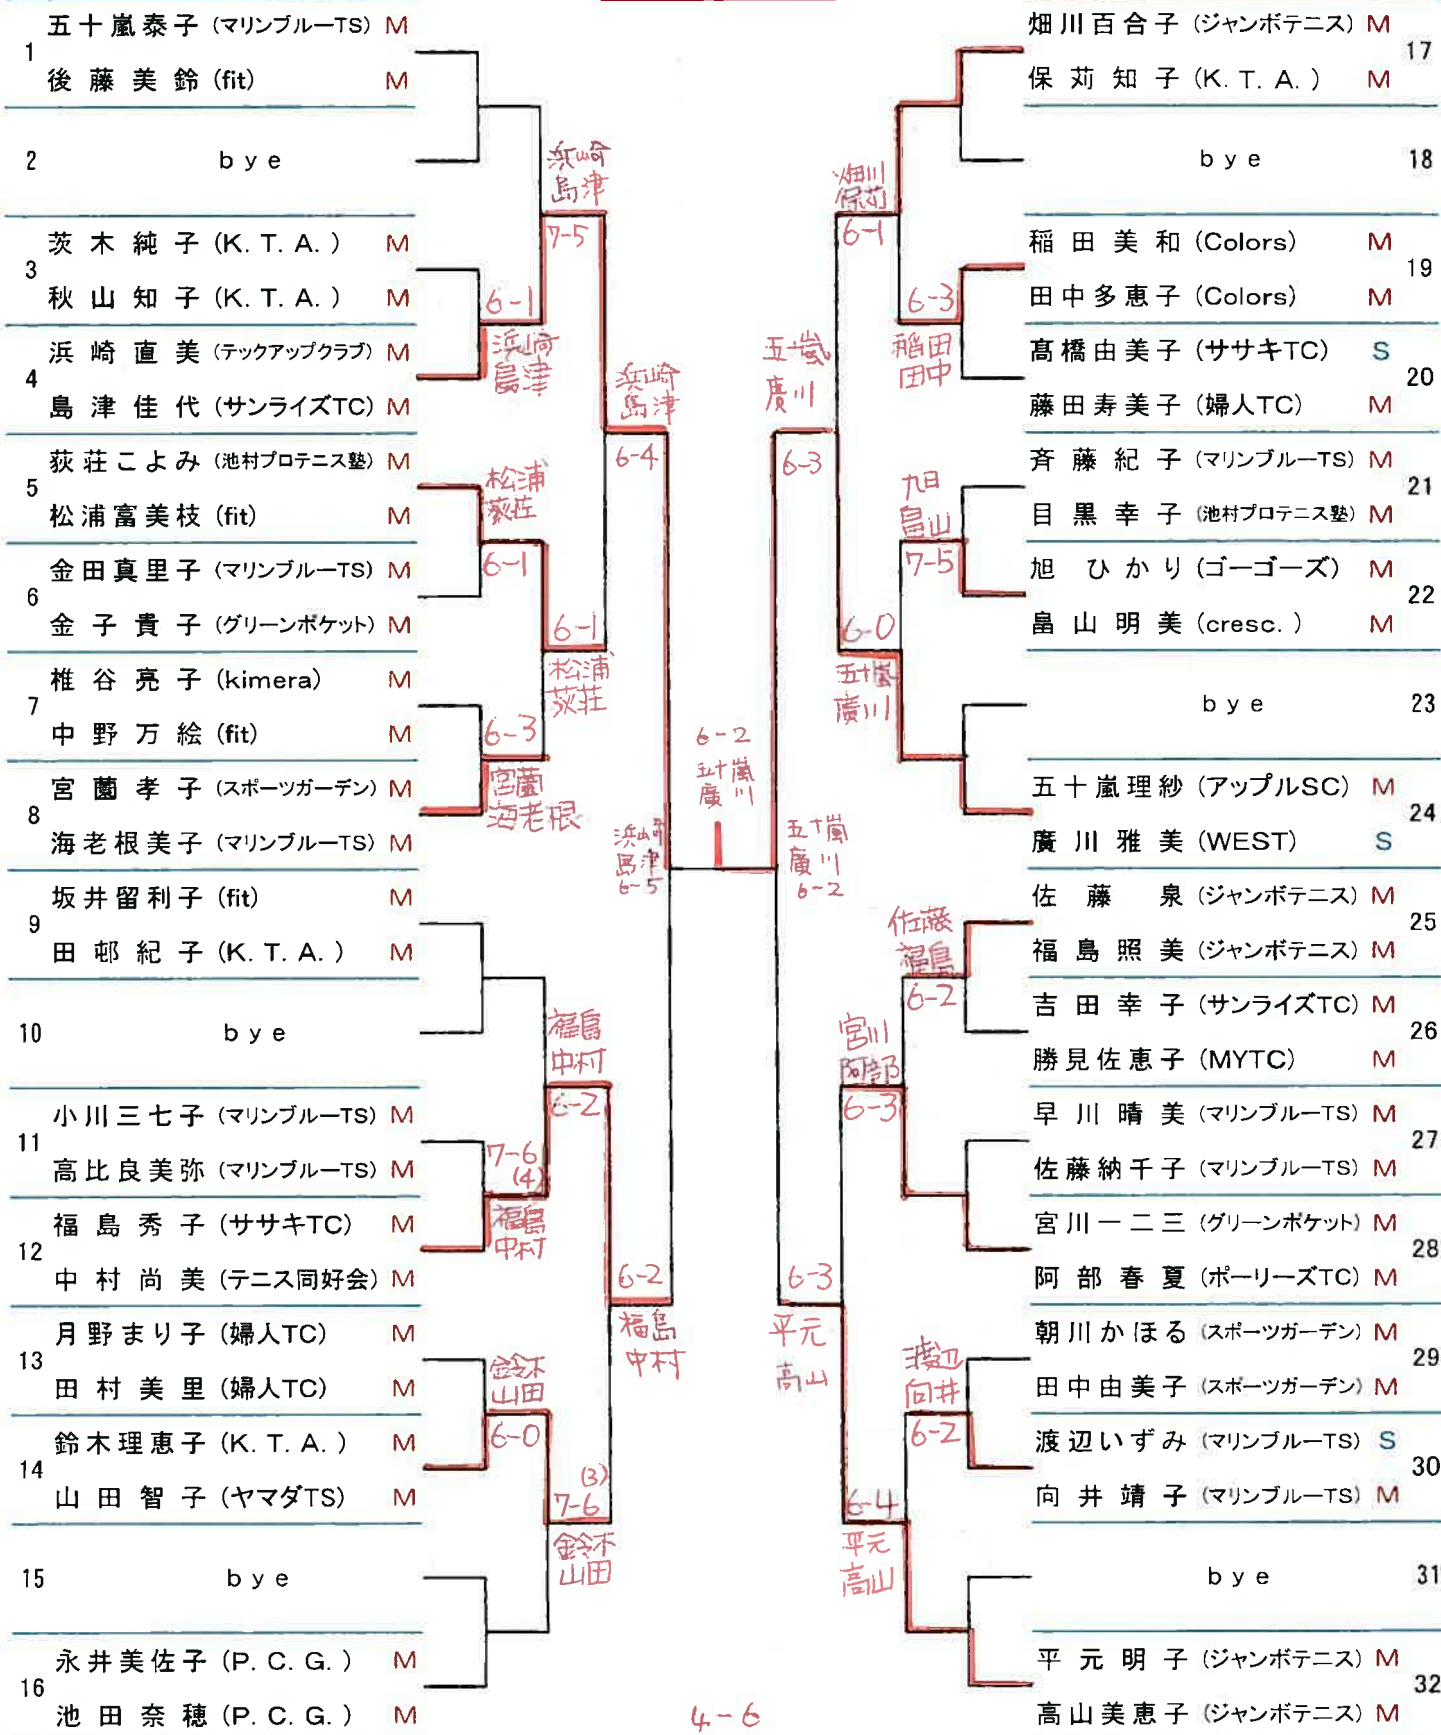 1
五十嵐泰子 (マリンブルーTS) M
後藤美鈴 (fit) M
2 bye
3
茨木純子 (K. T. A. ) M
秋山知子 (K. T. A. ) M
4
浜崎直美 (テックアップクラブ) M
島津佳代 (サンライズTC) M
5
荻荘こよみ (池村プロテニス塾) M
松浦富美枝 (fit) M
6
金田真里子 (マリンブルーTS) M
金子貴子 (グリーンポケット) M
7
椎谷亮子 (kimera) M
中野万絵 (fit) M
8
宮薗孝子 (スポーツガーデン) M
海老根美子 (マリンブルーTS) M
9
坂井留利子 (fit) M
田邨紀子 (K. T. A. ) M
10 bye
11
小川三七子 (マリンブルーTS) M
高比良美弥 (マリンブルーTS) M
12
福島秀子 (ササキTC) M
中村尚美 (テニス同好会) M
13
月野まり子 (婦人TC) M
田村美里 (婦人TC) M
14
鈴木理恵子 (K. T. A. ) M
山田智子 (ヤマダTS) M
15 bye
16
永井美佐子 (P. C. G. ) M
池田奈穂 (P. C. G. ) M
6-1
浜崎
島津
松浦
荻荘
6-1
6-3
宮薗
海老根
7-6
(4)
福島
中村
鈴木
山田
6-0
浜崎
島津
7-5
6-1
松浦
荻荘
福島
中村
6-2
(3)
7-6
鈴木
山田
浜崎
島津
6-4
6-2
福島
中村
浜崎
島津
6-5
6-2
五十嵐
廣川
五十嵐
廣川
6-2
五十嵐
廣川
6-3
6-3
平元
高山
畑川
保苅
6-1
6-0
五十嵐
廣川
宮川
阿部
6-3
6-4
平元
高山
6-3
稲田
田中
旭
畠山
7-5
佐藤
福島
6-2
渡辺
向井
6-2
畑川百合子 (ジャンボテニス) M
保苅知子 (K. T. A. ) M
17
bye 18
稲田美和 (Colors) M
田中多恵子 (Colors) M
19
髙橋由美子 (ササキTC) S
藤田寿美子 (婦人TC) M
20
斉藤紀子 (マリンブルーTS) M
目黒幸子 (池村プロテニス塾) M
21
旭ひかり (ゴーゴーズ) M
畠山明美 (cresc. ) M
22
bye 23
五十嵐理紗 (アップルSC) M
廣川雅美 (WEST) S
24
佐藤泉 (ジャンボテニス) M
福島照美 (ジャンボテニス) M
25
吉田幸子 (サンライズTC) M
勝見佐恵子 (MYTC) M
26
早川晴美 (マリンブルーTS) M
佐藤納千子 (マリンブルーTS) M
27
宮川一二三 (グリーンポケット) M
阿部春夏 (ポーリーズTC) M
28
朝川かほる (スポーツガーデン) M
田中由美子 (スポーツガーデン) M
29
渡辺いずみ (マリンブルーTS) S
向井靖子 (マリンブルーTS) M
30
bye 31
平元明子 (ジャンボテニス) M
高山美恵子 (ジャンボテニス) M
32
4-6